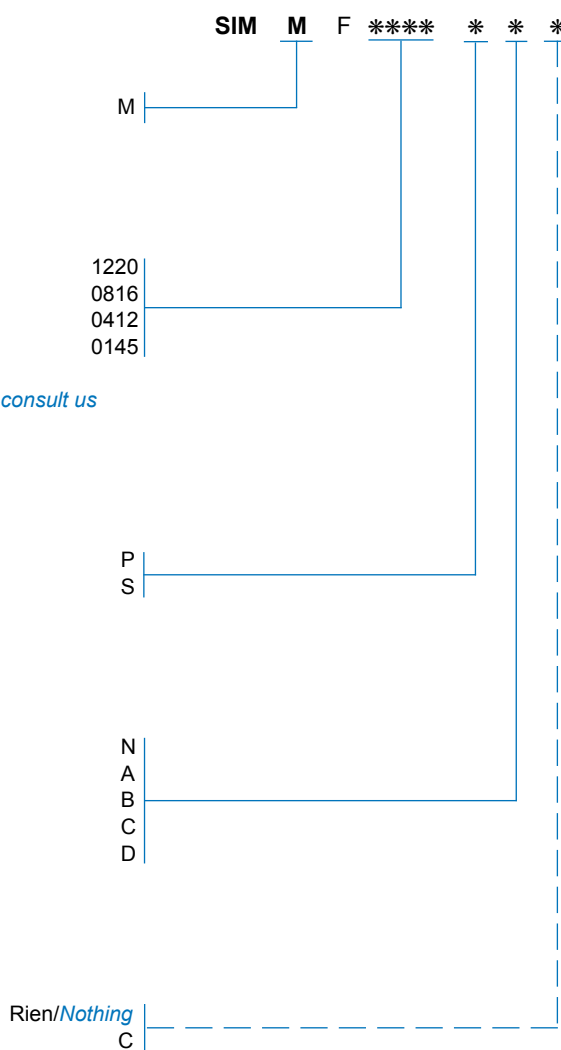 SIM M F ✻✻✻✻ ✻ ✻ ✻
M
1220
0816
0412
0145
consult us
P
S
N
A
B
C
D
Rien/Nothing
C